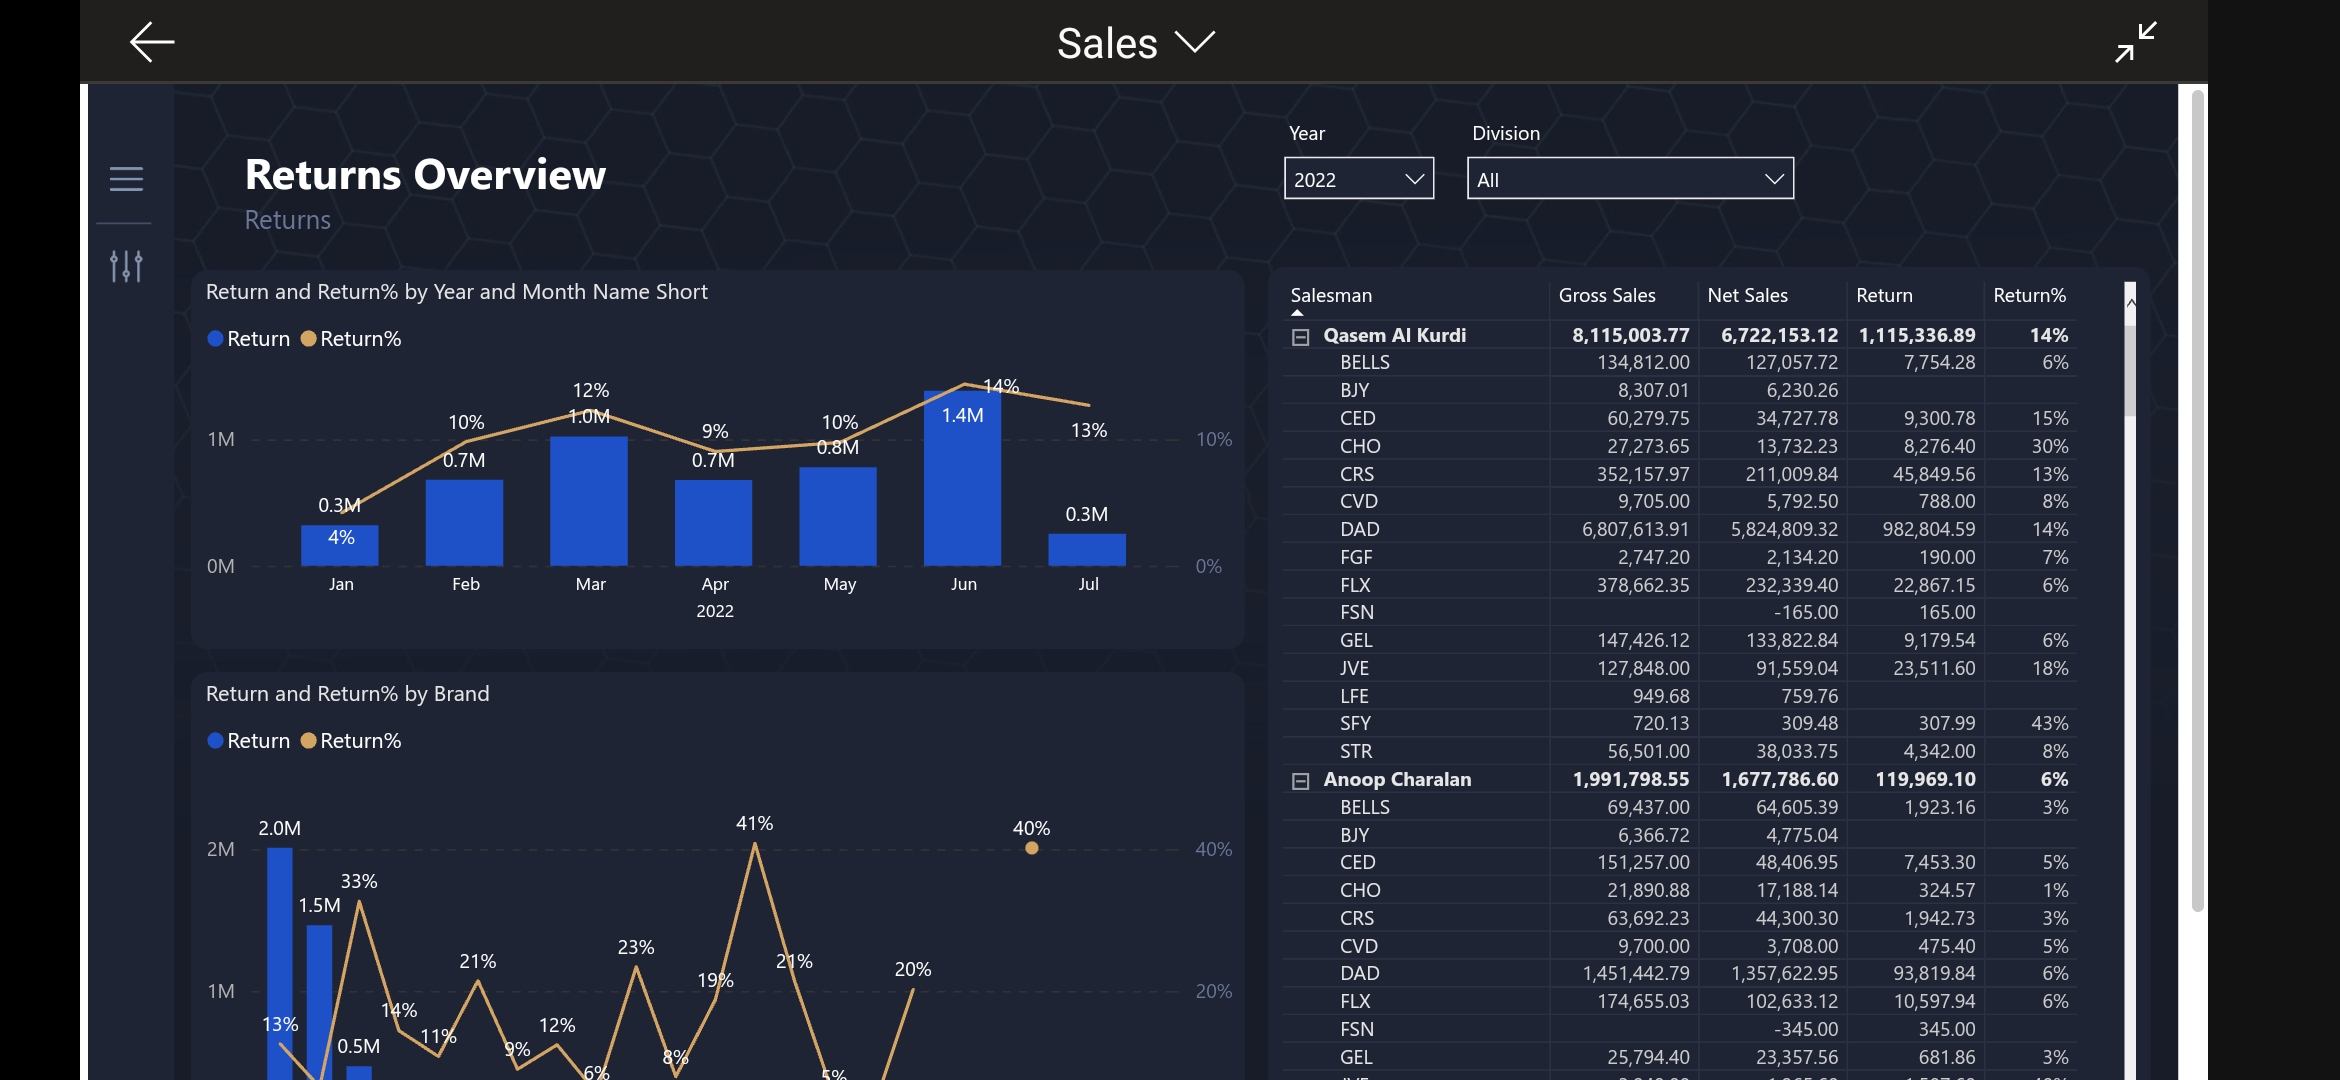 Sales
Year
Division
2022
All
Returns Overview
Returns
Return and Return% by Year and Month Name Short
Return Return%
1M
0M
10%
0%
0.3M
4%
10%
0.7M
12%
1.0M
9%
0.7M
10%
0.8M
14%
1.4M
13%
0.3M
Jan Feb Mar Apr May Jun Jul
2022
Return and Return% by Brand
Return Return%
2M
1M
40%
20%
2.0M
13%
1.5M
33%
0.5M
14%
11%
21%
9%
12%
6%
23%
8%
19%
41%
21%
5%
20%
40%
Salesman Gross Sales Net Sales Return Return%
Qasem Al Kurdi 8,115,003.77 6,722,153.12 1,115,336.89 14%
BELLS 134,812.00 127,057.72 7,754.28 6%
BJY 8,307.01 6,230.26
CED 60,279.75 34,727.78 9,300.78 15%
CHO 27,273.65 13,732.23 8,276.40 30%
CRS 352,157.97 211,009.84 45,849.56 13%
CVD 9,705.00 5,792.50 788.00 8%
DAD 6,807,613.91 5,824,809.32 982,804.59 14%
FGF 2,747.20 2,134.20 190.00 7%
FLX 378,662.35 232,339.40 22,867.15 6%
FSN -165.00 165.00
GEL 147,426.12 133,822.84 9,179.54 6%
JVE 127,848.00 91,559.04 23,511.60 18%
LFE 949.68 759.76
SFY 720.13 309.48 307.99 43%
STR 56,501.00 38,033.75 4,342.00 8%
Anoop Charalan 1,991,798.55 1,677,786.60 119,969.10 6%
BELLS 69,437.00 64,605.39 1,923.16 3%
BJY 6,366.72 4,775.04
CED 151,257.00 48,406.95 7,453.30 5%
CHO 21,890.88 17,188.14 324.57 1%
CRS 63,692.23 44,300.30 1,942.73 3%
CVD 9,700.00 3,708.00 475.40 5%
DAD 1,451,442.79 1,357,622.95 93,819.84 6%
FLX 174,655.03 102,633.12 10,597.94 6%
FSN -345.00 345.00
GEL 25,794.40 23,357.56 681.86 3%